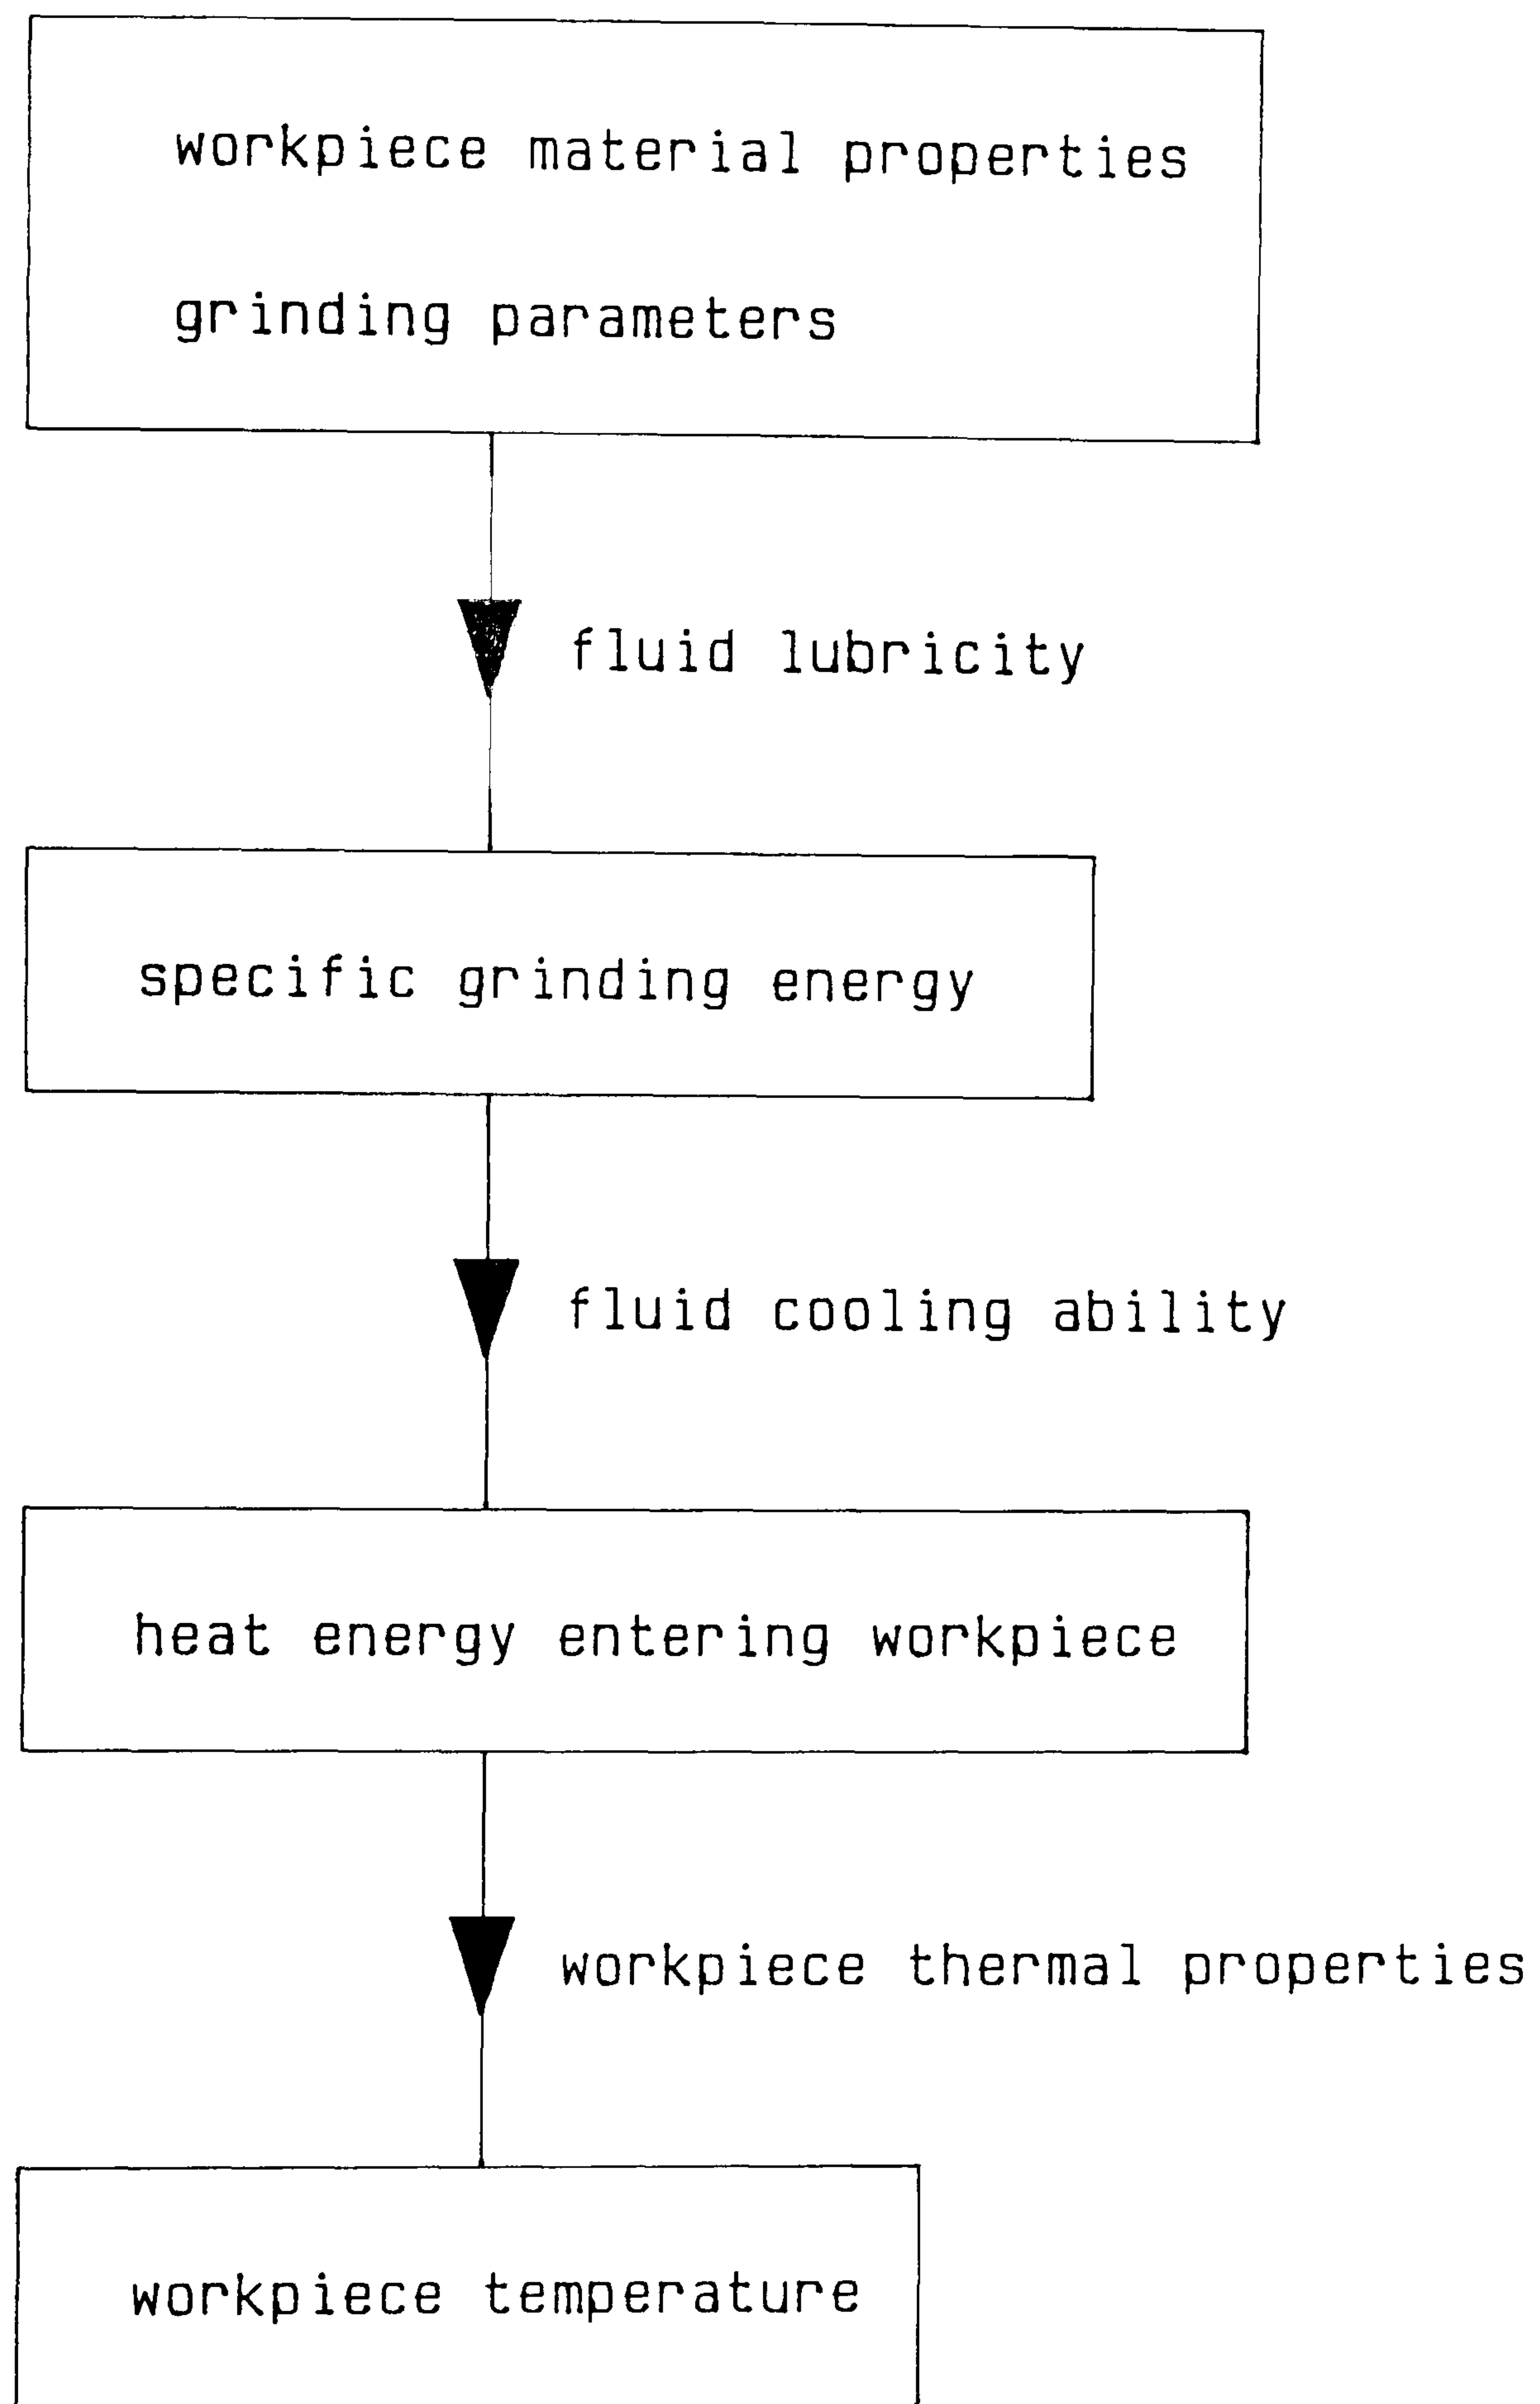 workpiece material properties
grinding parameters
fluid lubricity
specific grinding energy
fluid cooling ability
heat energy entering workpiece
workpiece thermal properties
workpiece temperature